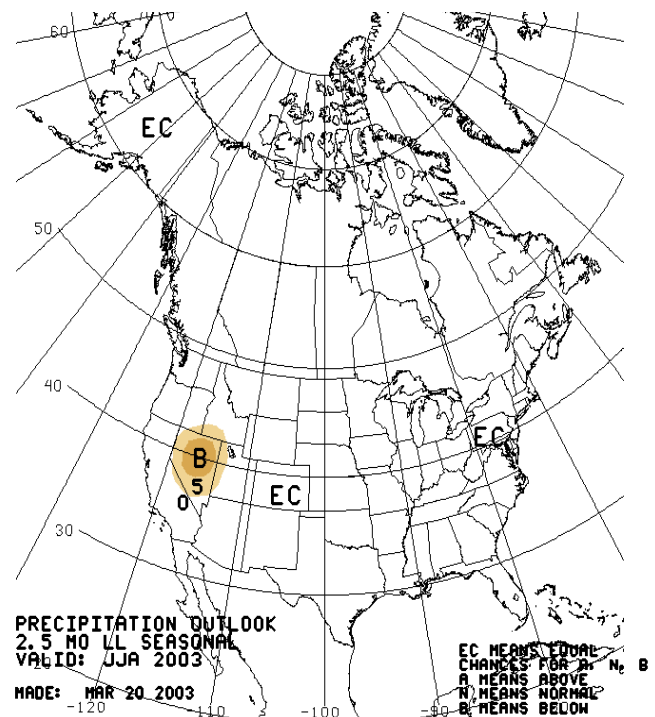 60
EC
50
40
EC
B
5
EC
0
30
PRECIPITATION OUTLOOK
2.5 MO LL SEASONAL
VALID: JJA 2003
MADE: MAR 20 2003
EC MEANS EQUAL
CHANCES FOR A, N, B
A MEANS ABOVE
N MEANS NORMAL
B MEANS BELOW
-120 -110 -100 -90